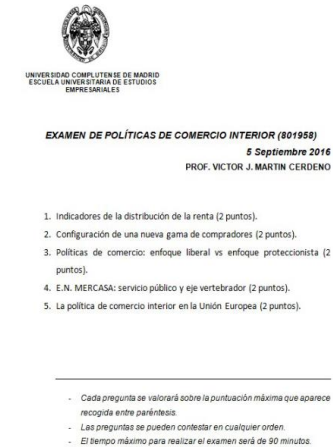 UNIVERSIDAD COMPLUTENSE DE MADRID
ESCUELA UNIVERSITARIA DE ESTUDIOS
EMPRESARIALES
EXAMEN DE POLÍTICAS DE COMERCIO INTERIOR (801958)
5 Septiembre 2016
PROF. VICTOR J. MARTIN CERDEÑO
1. Indicadores de la distribución de la renta (2 puntos).
2. Configuración de una nueva gama de compradores (2 puntos).
3. Políticas de comercio: enfoque liberal vs enfoque proteccionista (2
puntos).
4. E.N. MERCASA: servicio público y eje vertebrador (2 puntos).
5. La política de comercio interior en la Unión Europea (2 puntos).
- Cada pregunta se valorará sobre la puntuación máxima que aparece
recogida entre paréntesis.
- Las preguntas se pueden contestar en cualquier orden.
- El tiempo máximo para realizar el examen será de 90 minutos.